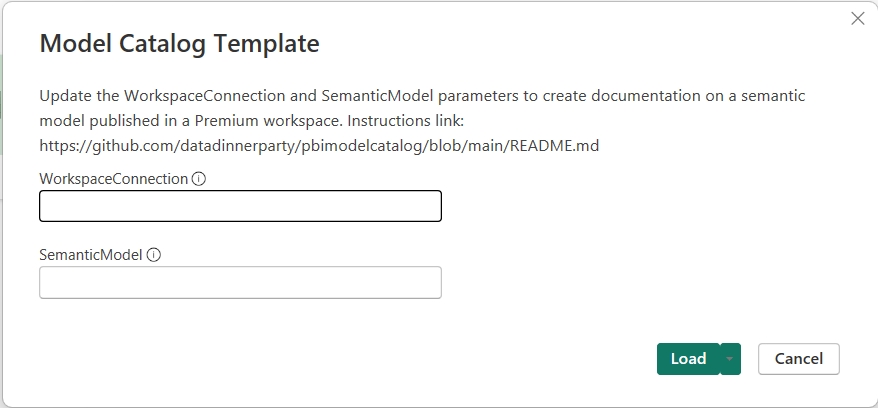 Model Catalog Template
Update the WorkspaceConnection and SemanticModel parameters to create documentation on a semantic
model published in a Premium workspace. Instructions link:
https://github.com/datadinnerparty/pbimodelcatalog/blob/main/README.md
WorkspaceConnection
SemanticModel
Load
Cancel